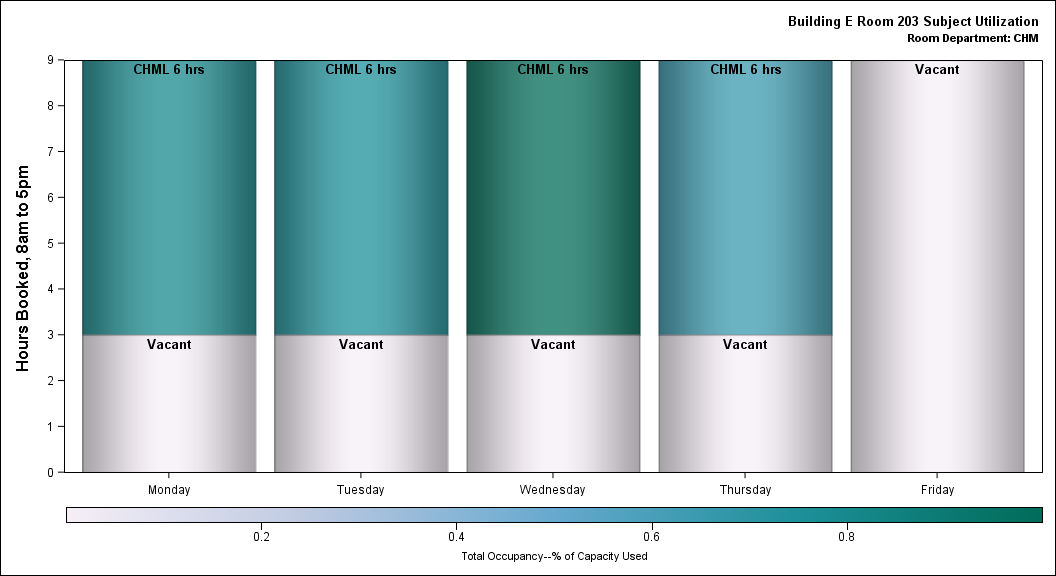 Building E Room 203 Subject Utilization
Room Department: CHM
Hours Booked, 8am to 5pm
9
8
7
6
5
4
3
2
1
0
CHML 6 hrs
CHML 6 hrs
CHML 6 hrs
CHML 6 hrs
Vacant
Vacant
Vacant
Vacant
Vacant
Monday
Tuesday
Wednesday
Thursday
Friday
0.2
0.4
0.6
0.8
Total Occupancy--% of Capacity Used